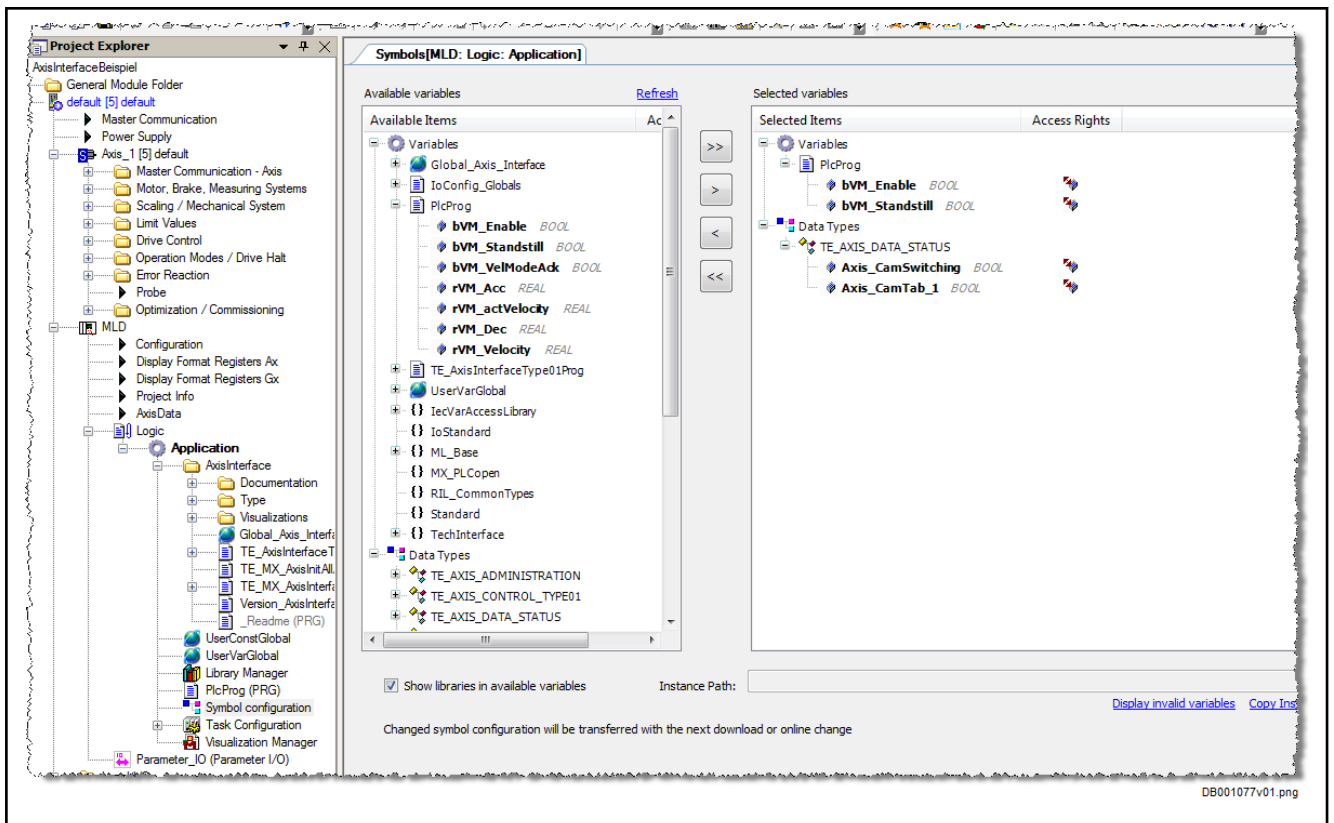 Project Explorer
AxisInterfaceBeispiel
General Module Folder
default [5] default
Master Communication
Power Supply
Axis_1 [5] default
Master Communication - Axis
Motor, Brake, Measuring Systems
Scaling / Mechanical System
Limit Values
Drive Control
Operation Modes / Drive Halt
Error Reaction
Probe
Optimization / Commissioning
MLD
Configuration
Display Format Registers Ax
Display Format Registers Gx
Project Info
AxisData
Logic
Application
AxisInterface
Documentation
Type
Visualizations
Global_Axis_Interfa
TE_AxisInterfaceT
TE_MX_AxisInitAll.
TE_MX_AxisInterfa
Version_AxisInterfa
_Readme (PRG)
UserConstGlobal
UserVarGlobal
Library Manager
PlcProg (PRG)
Symbol configuration
Task Configuration
Visualization Manager
Parameter_IO (Parameter I/O)
Symbols[MLD: Logic: Application]
Available variables Refresh
Available Items Ac
Variables
Global_Axis_Interface
IoConfig_Globals
PlcProg
bVM_Enable BOOL
bVM_Standstill BOOL
bVM_VelModeAck BOOL
rVM_Acc REAL
rVM_actVelocity REAL
rVM_Dec REAL
rVM_Velocity REAL
TE_AxisInterfaceType01Prog
UserVarGlobal
{} IecVarAccessLibrary
{} IoStandard
{} ML_Base
{} MX_PLCopen
{} RIL_CommonTypes
{} Standard
{} TechInterface
Data Types
TE_AXIS_ADMINISTRATION
TE_AXIS_CONTROL_TYPE01
TE_AXIS_DATA_STATUS
>>
>
<
<<
Selected variables
Selected Items Access Rights
Variables
PlcProg
bVM_Enable BOOL
bVM_Standstill BOOL
Data Types
TE_AXIS_DATA_STATUS
Axis_CamSwitching BOOL
Axis_CamTab_1 BOOL
Show libraries in available variables Instance Path:
Display invalid variables Copy Ins
Changed symbol configuration will be transferred with the next download or online change
DB001077v01.png